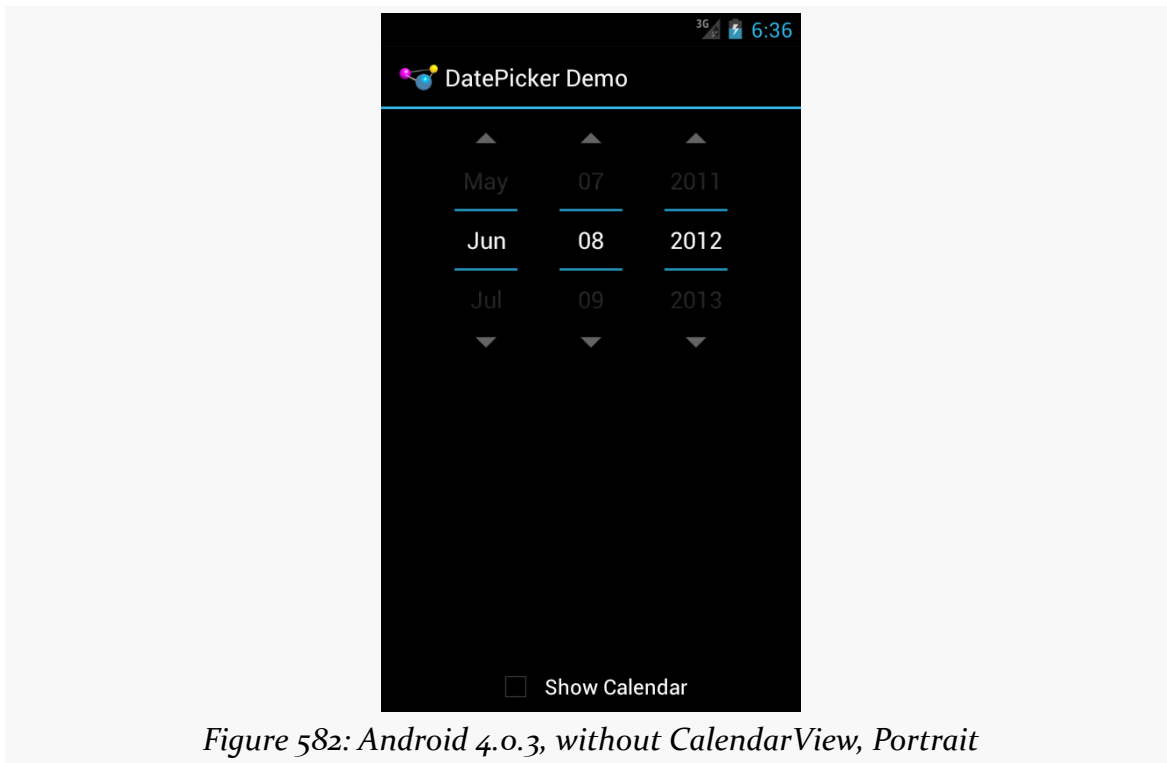 3G 6:36
DatePicker Demo
May 07 2011
Jun 08 2012
Jul 09 2013
Show Calendar
Figure 582: Android 4.0.3, without CalendarView, Portrait